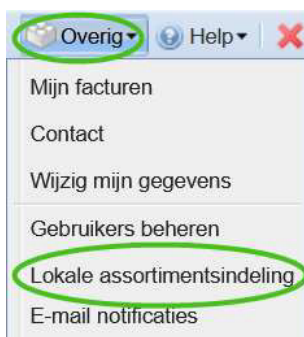 Overig Help
Mijn facturen
Contact
Wijzig mijn gegevens
Gebruikers beheren
Lokale assortimentsindeling
E-mail notificaties